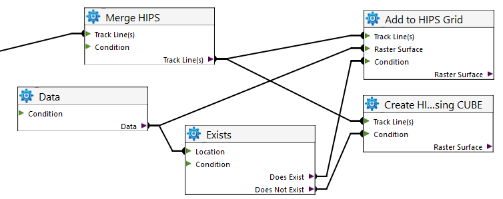 Merge HIPS
Track Line(s)
Condition
Track Line(s)
Add to HIPS Grid
Track Line(s)
Raster Surface
Condition
Raster Surface
Data
Condition
Data
Exists
Location
Condition
Does Exist
Does Not Exist
Create HI...sing CUBE
Track Line(s)
Condition
Raster Surface